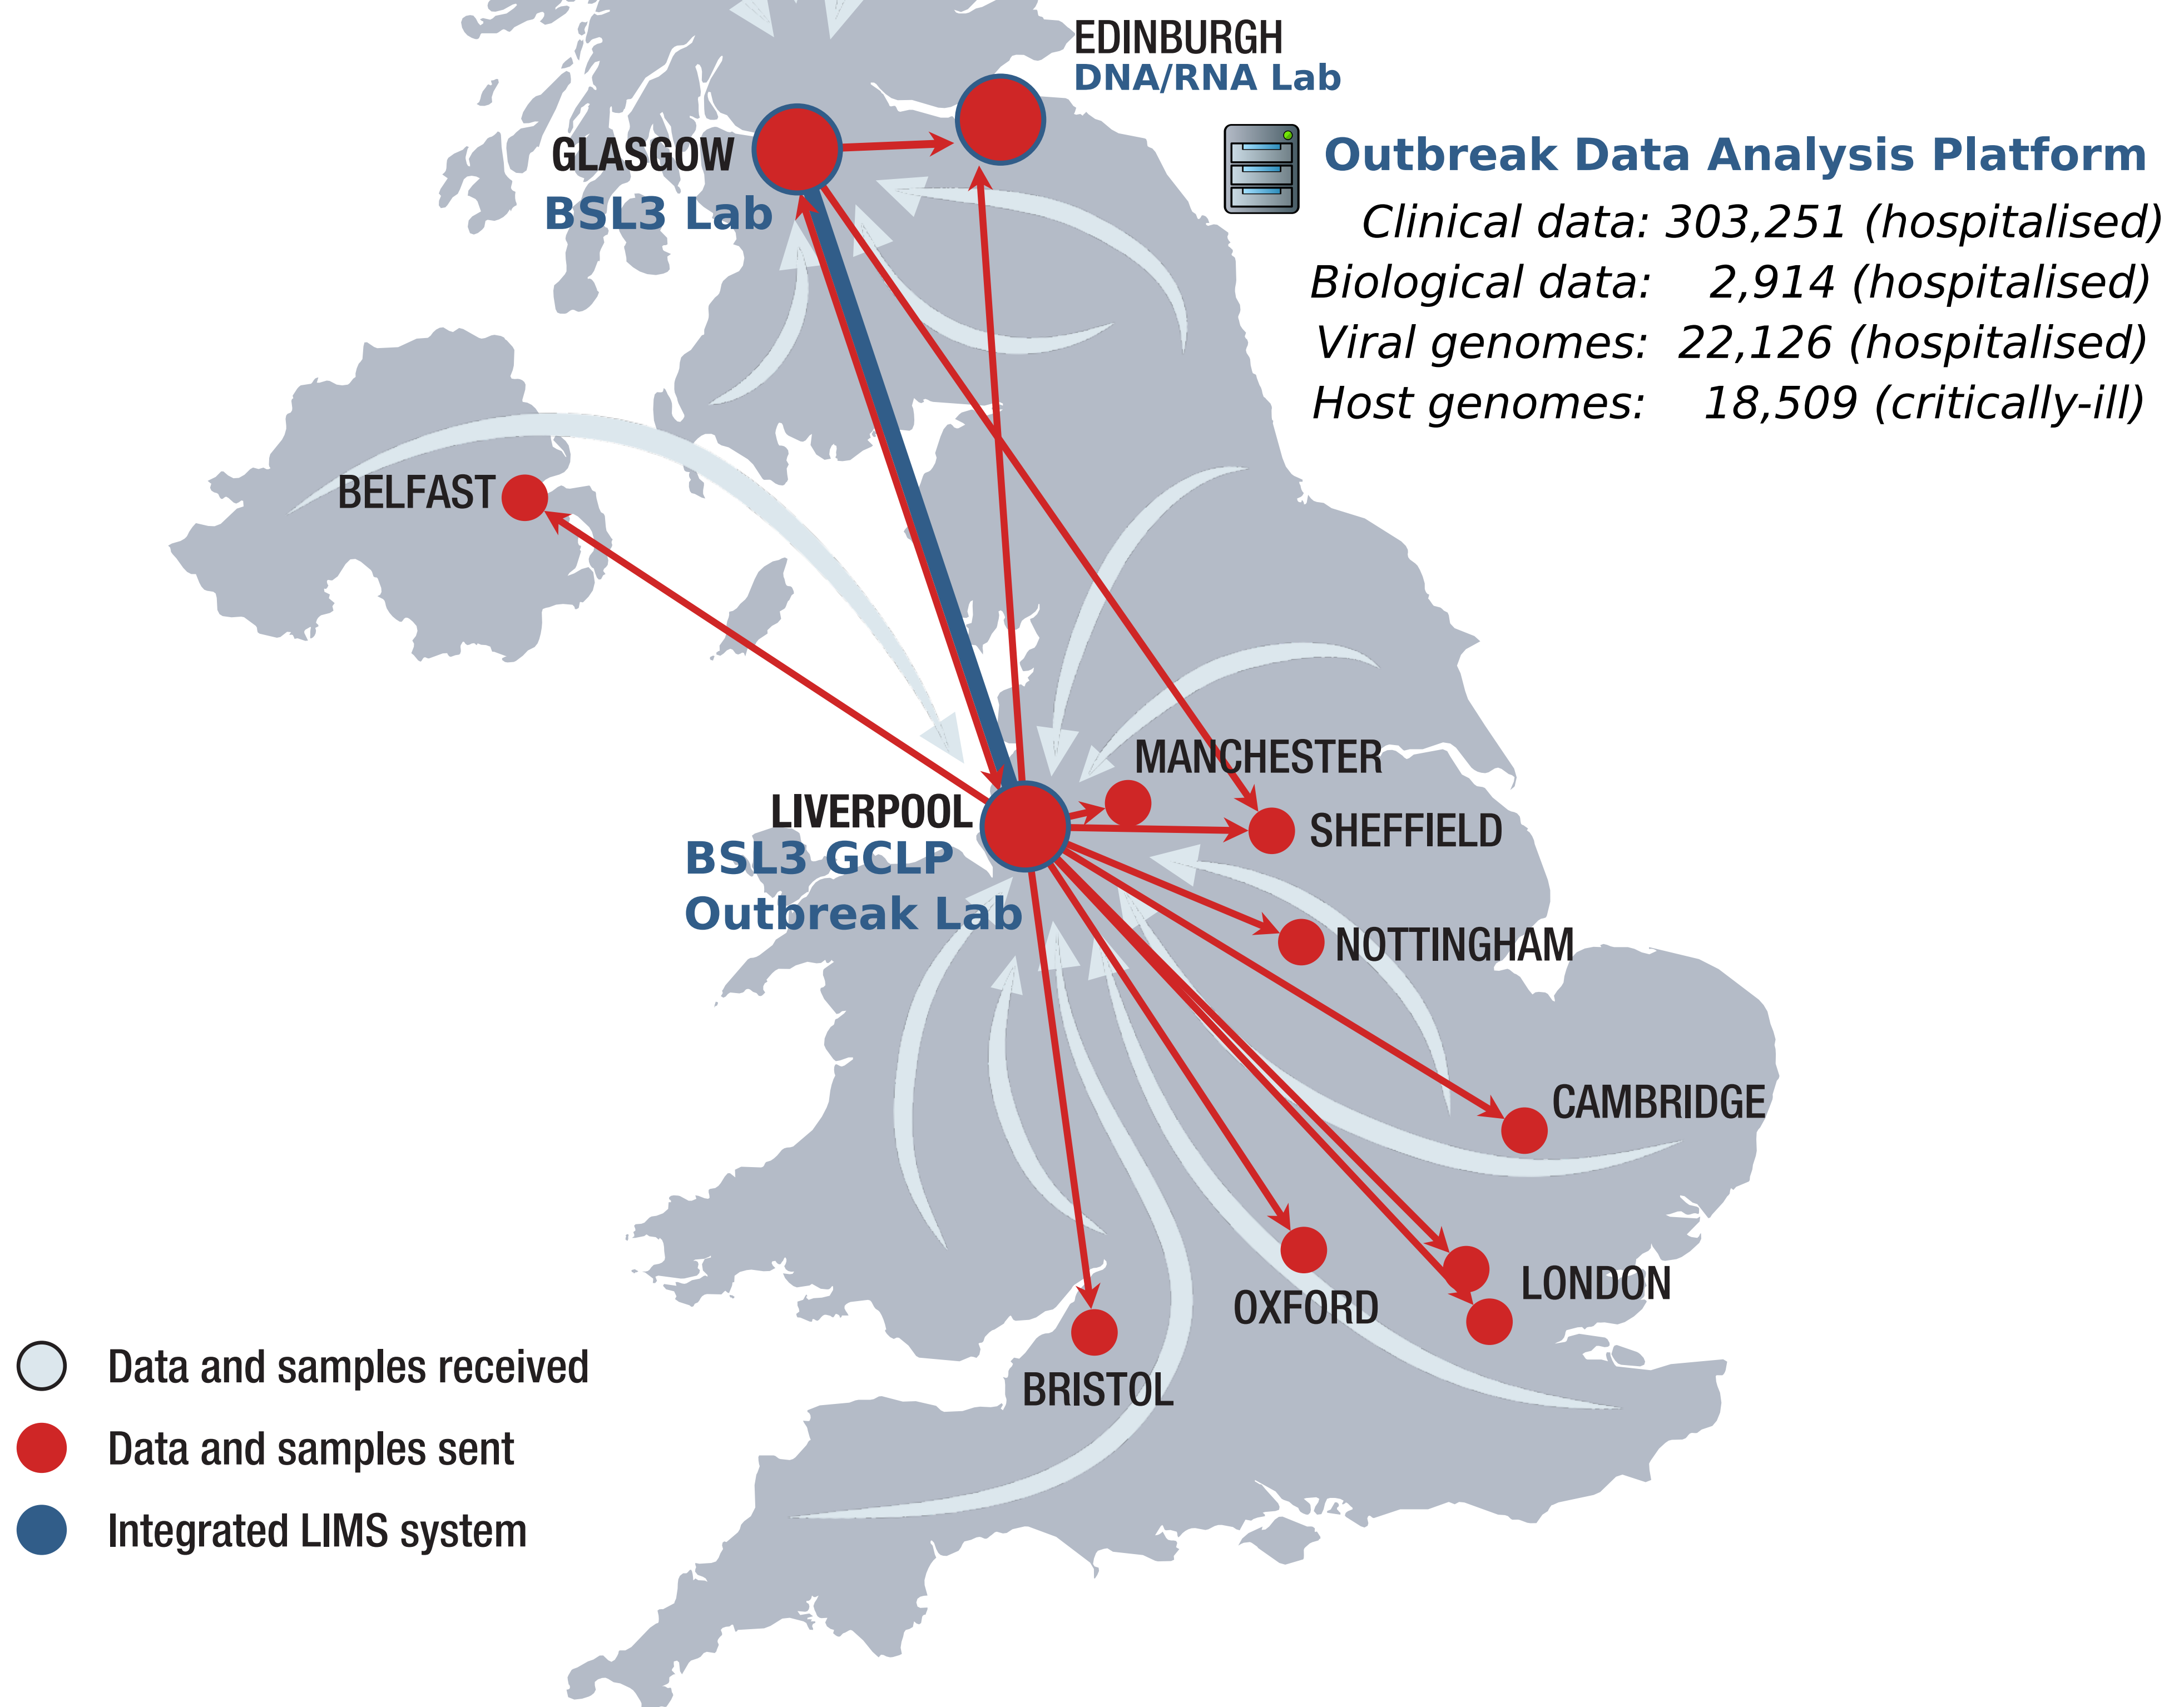 EDINBURGH
DNA/RNA Lab
GLASGOW
BSL3 Lab
Outbreak Data Analysis Platform
Clinical data: 303,251 (hospitalised)
Biological data: 2,914 (hospitalised)
Viral genomes: 22,126 (hospitalised)
Host genomes: 18,509 (critically-ill)
BELFAST
MANCHESTER
LIVERPOOL
BSL3 GCLP
Outbreak Lab
SHEFFIELD
NOTTINGHAM
CAMBRIDGE
LONDON
OXFORD
BRISTOL
Data and samples received
Data and samples sent
Integrated LIMS system